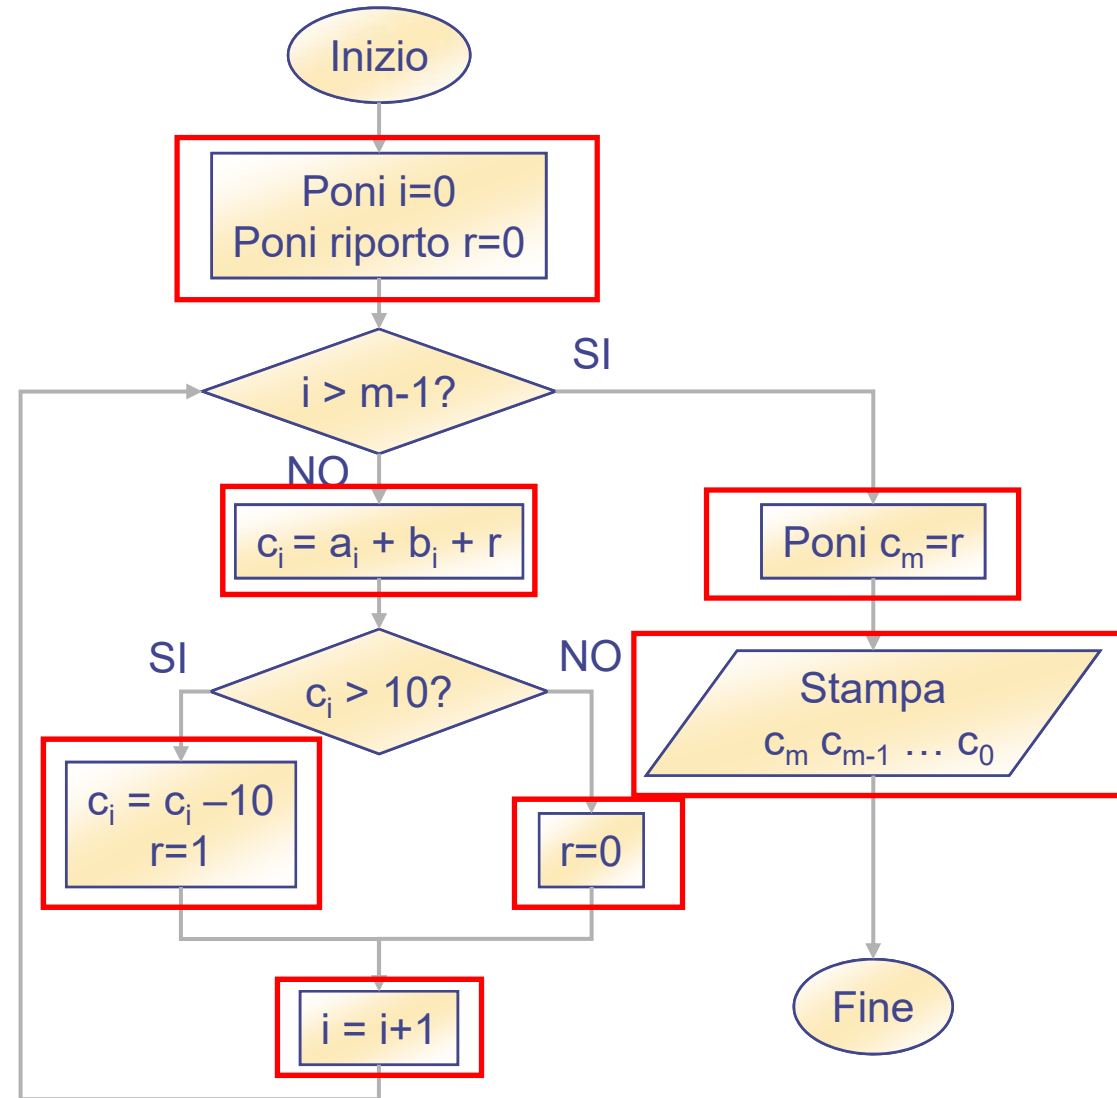 Inizio
Poni i=0
Poni riporto r=0
i > m-1?
SI
NO
cᵢ = aᵢ + bᵢ + r
Poni cₘ=r
cᵢ > 10?
SI
NO
cᵢ = cᵢ –10
r=1
r=0
Stampa
cₘ cₘ₋₁ … c₀
i = i+1
Fine